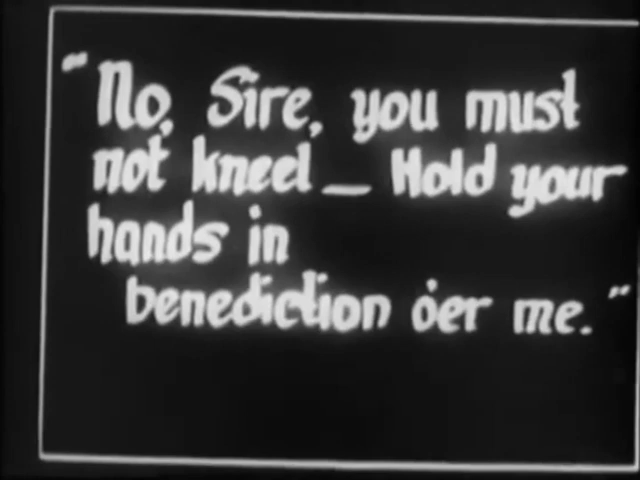 "No, Sire, you must
not kneel — Hold your
hands in
benediction o'er me."